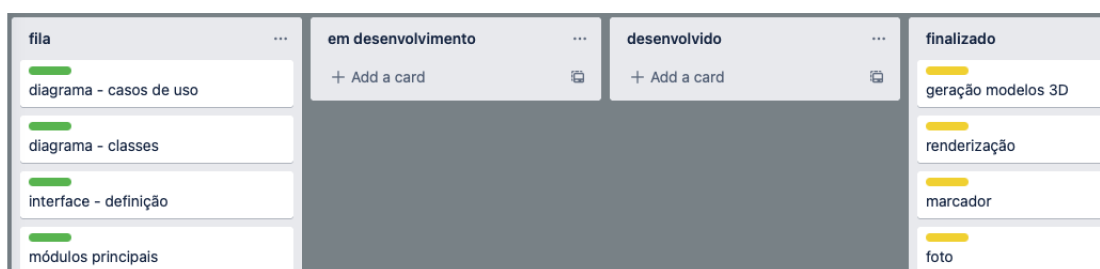 fila
diagrama - casos de uso
diagrama - classes
interface - definição
módulos principais
em desenvolvimento
+ Add a card
desenvolvido
+ Add a card
finalizado
geração modelos 3D
renderização
marcador
foto